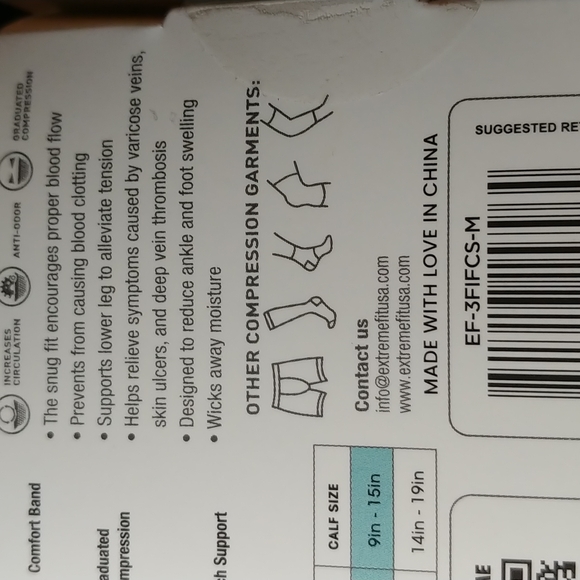 INCREASES
CIRCULATION
ANTI-ODOR
GRADUATED
COMPRESSION
• The snug fit encourages proper blood flow
• Prevents from causing blood clotting
• Supports lower leg to alleviate tension
• Helps relieve symptoms caused by varicose veins,
skin ulcers, and deep vein thrombosis
• Designed to reduce ankle and foot swelling
• Wicks away moisture
OTHER COMPRESSION GARMENTS:
Contact us
info@extremefitusa.com
www.extremefitusa.com
MADE WITH LOVE IN CHINA
SUGGESTED RE
EF-3FIFCS-M
Comfort Band
aduated
mpression
h Support
CALF SIZE
9in - 15in
14in - 19in